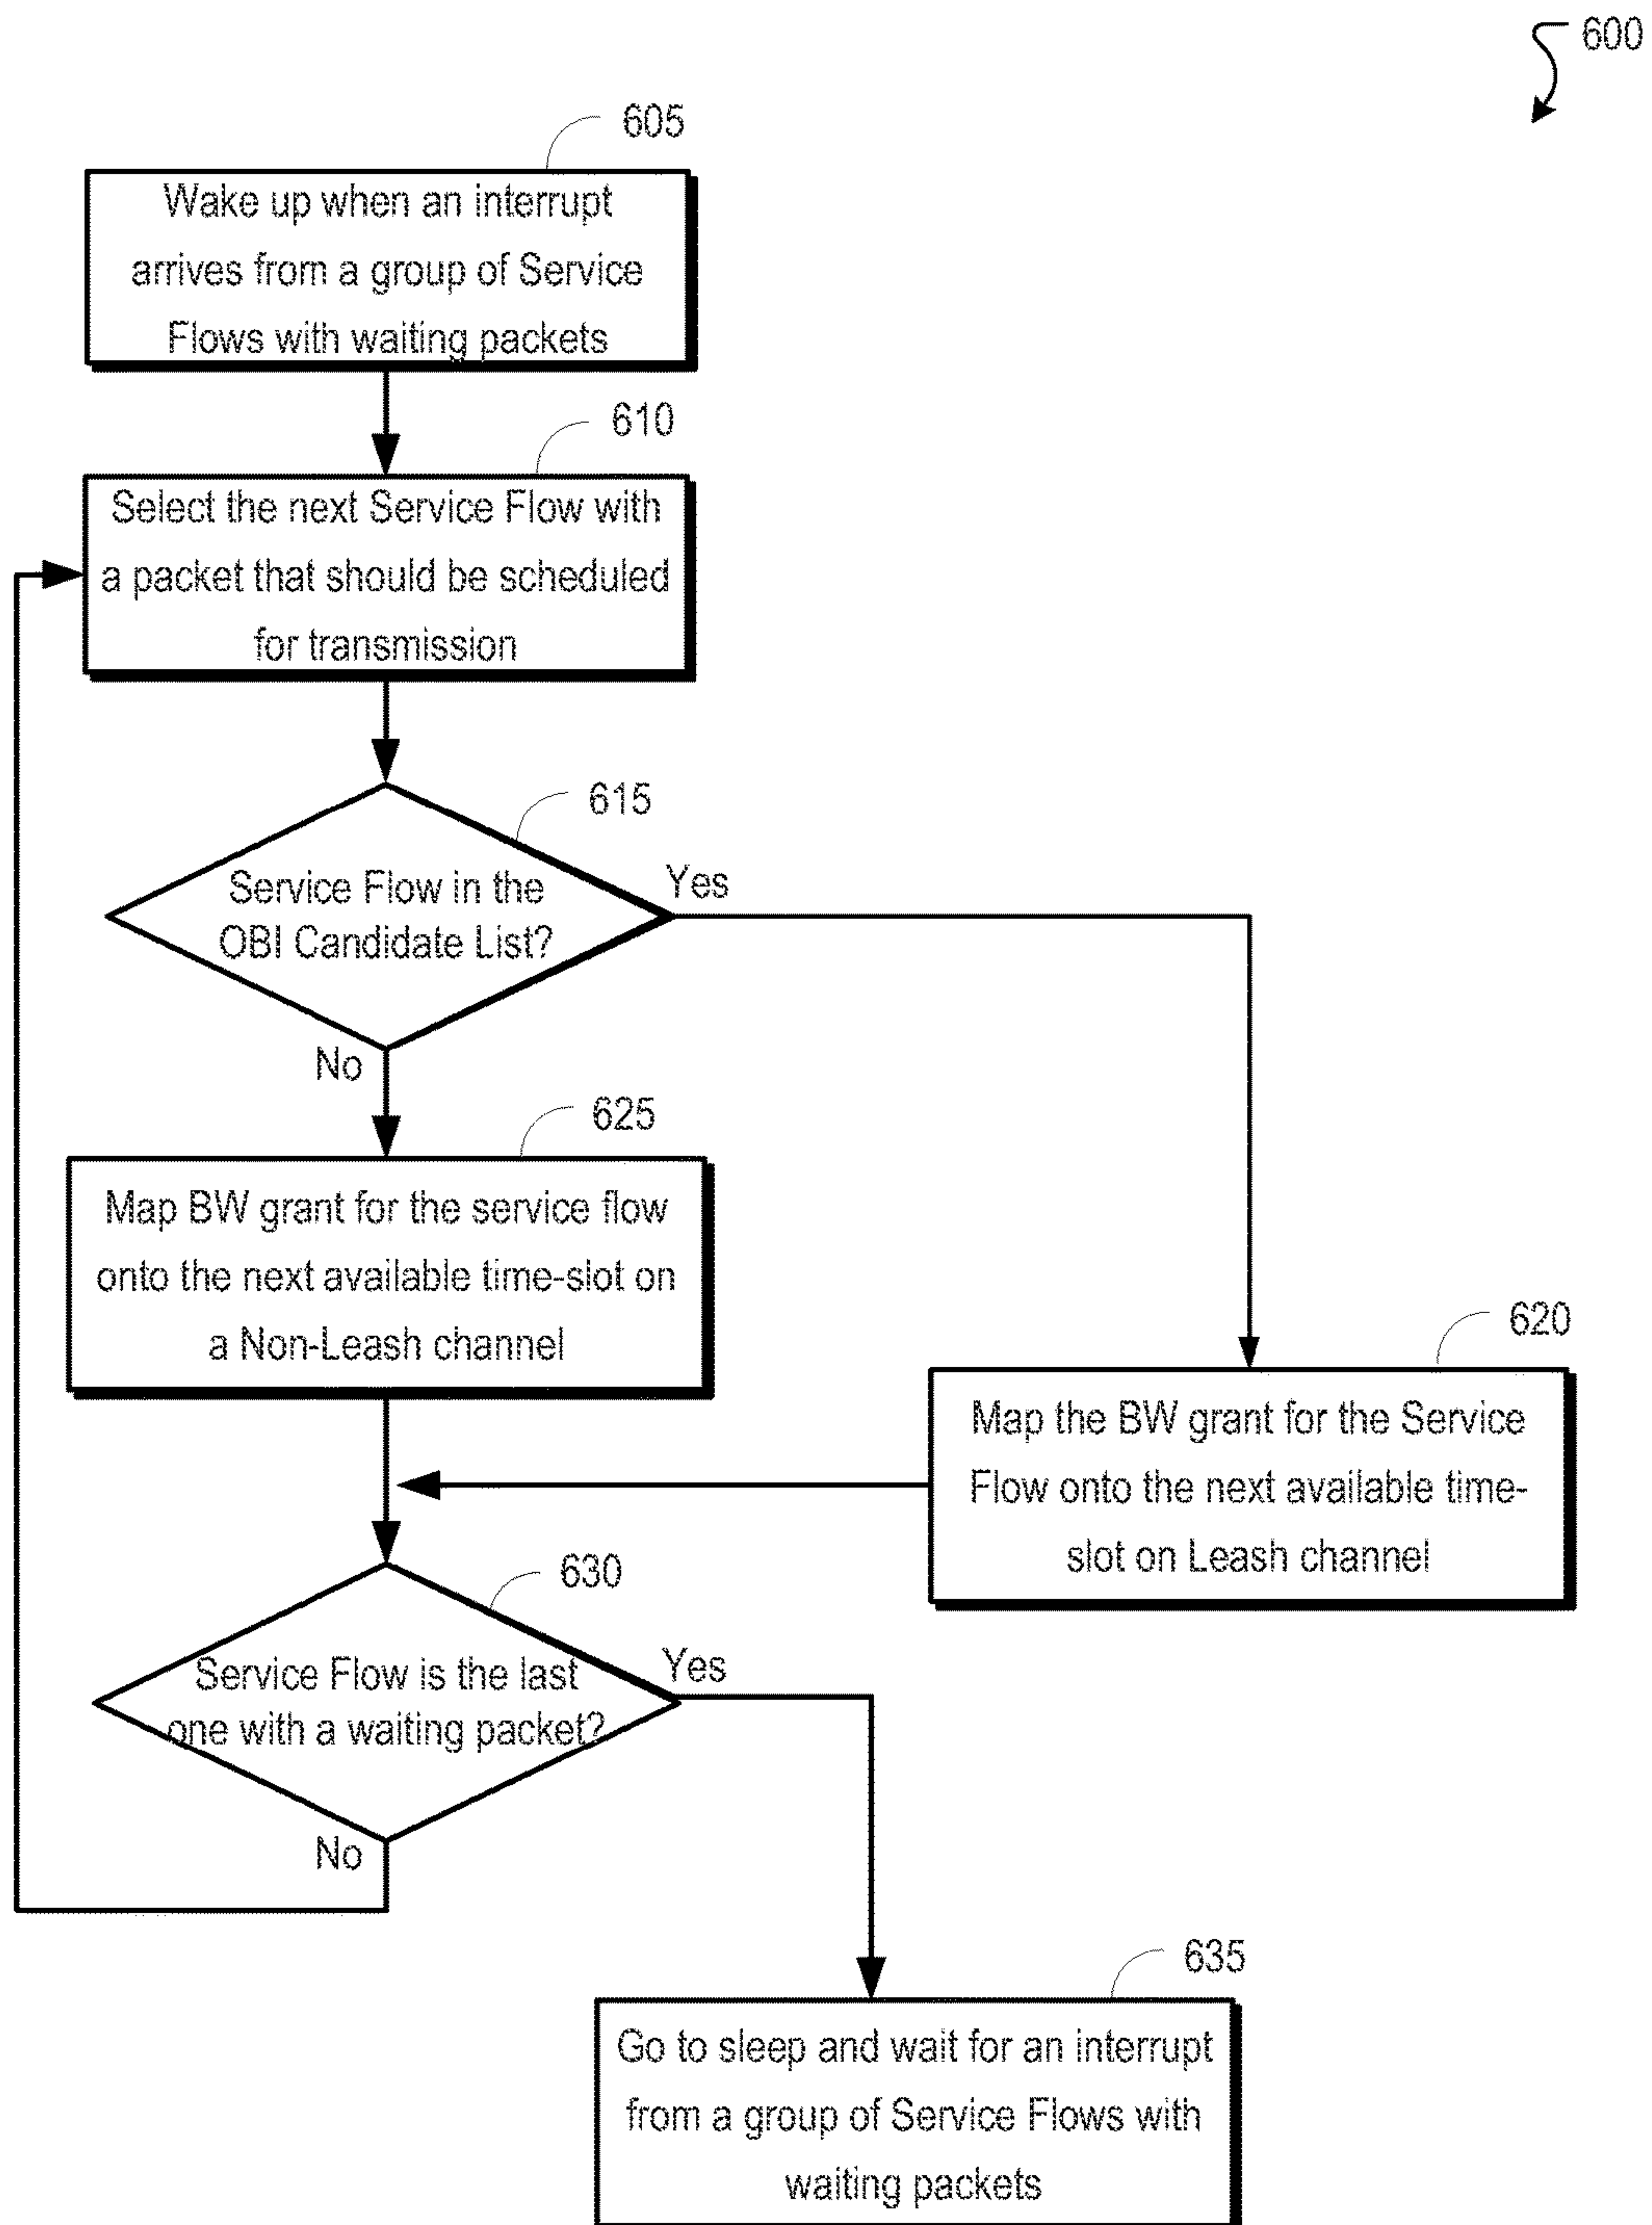 600
605
Wake up when an interrupt
arrives from a group of Service
Flows with waiting packets
610
Select the next Service Flow with
a packet that should be scheduled
for transmission
615
Service Flow in the
OBI Candidate List?
Yes
No
625
Map BW grant for the service flow
onto the next available time-slot on
a Non-Leash channel
620
Map the BW grant for the Service
Flow onto the next available time-
slot on Leash channel
630
Service Flow is the last
one with a waiting packet?
Yes
No
635
Go to sleep and wait for an interrupt
from a group of Service Flows with
waiting packets